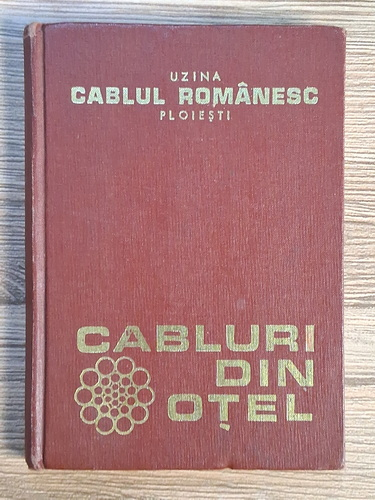 UZINA
CABLUL ROMÂNESC
PLOIEȘTI
CABLURI
DIN
OȚEL